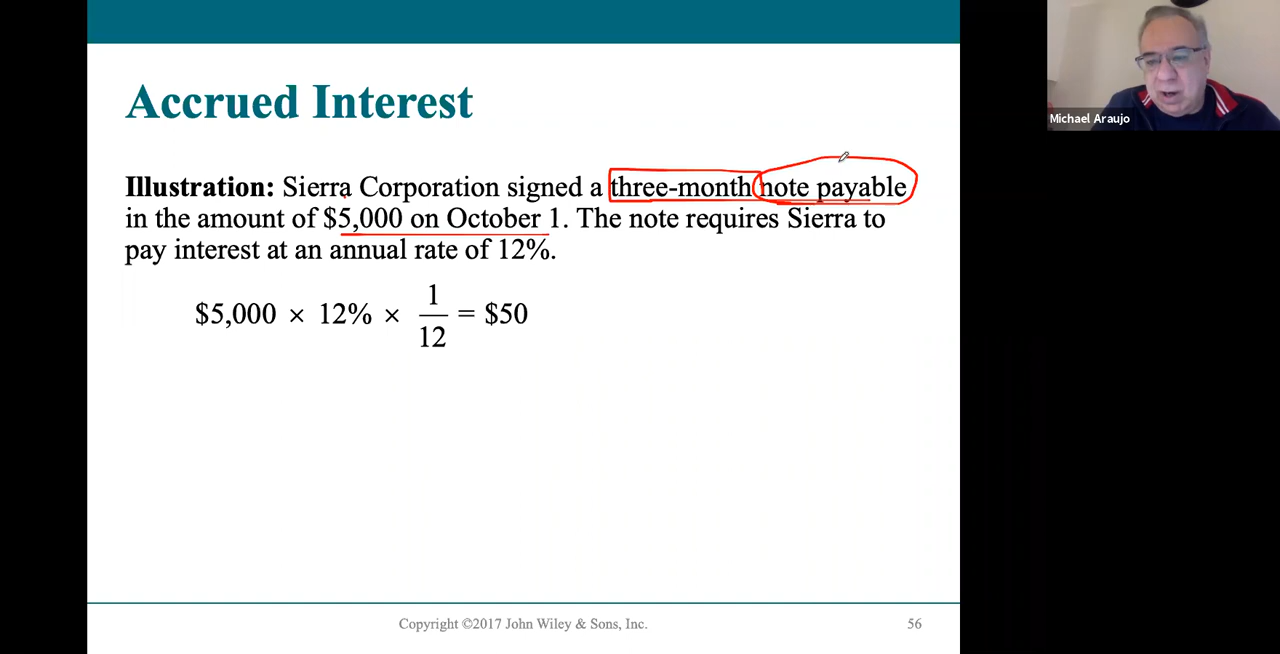 Accrued Interest
Michael Araujo
Illustration: Sierra Corporation signed a three-month note payable
in the amount of $5,000 on October 1. The note requires Sierra to
pay interest at an annual rate of 12%.
$5,000 × 12% × 1/12 = $50
Copyright ©2017 John Wiley & Sons, Inc. 56